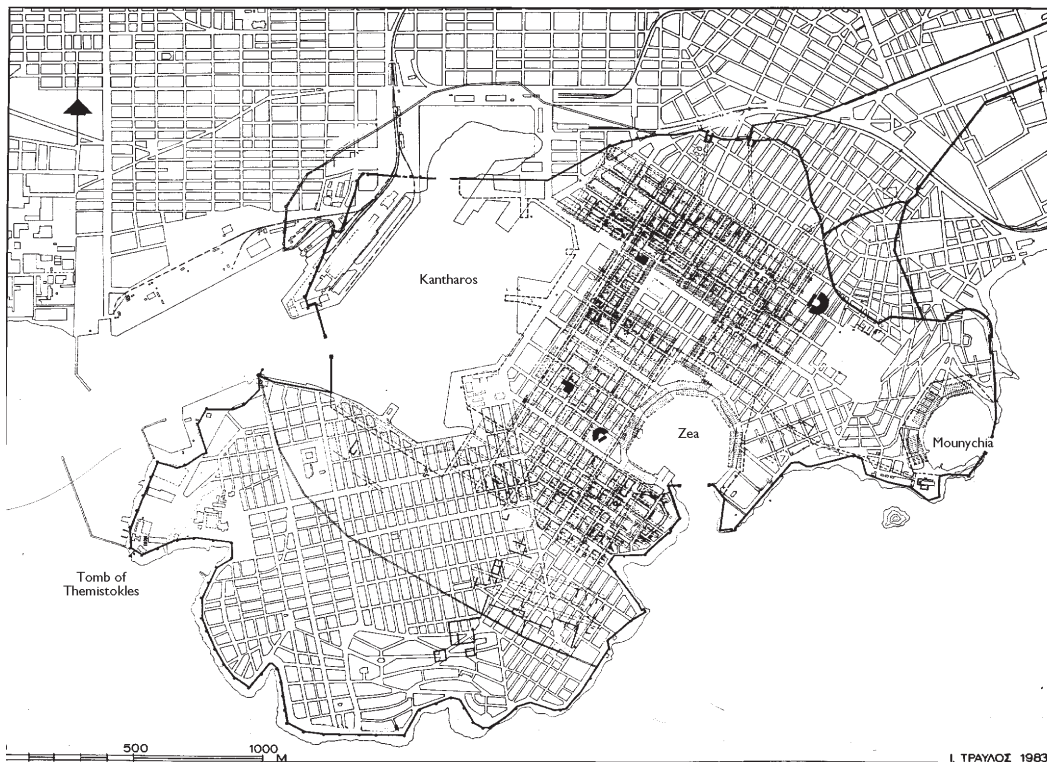 Kantharos
Zea
Mounychia
Tomb of
Themistokles
500
1000
M
Ι. ΤΡΑΥΛΟΣ 1983